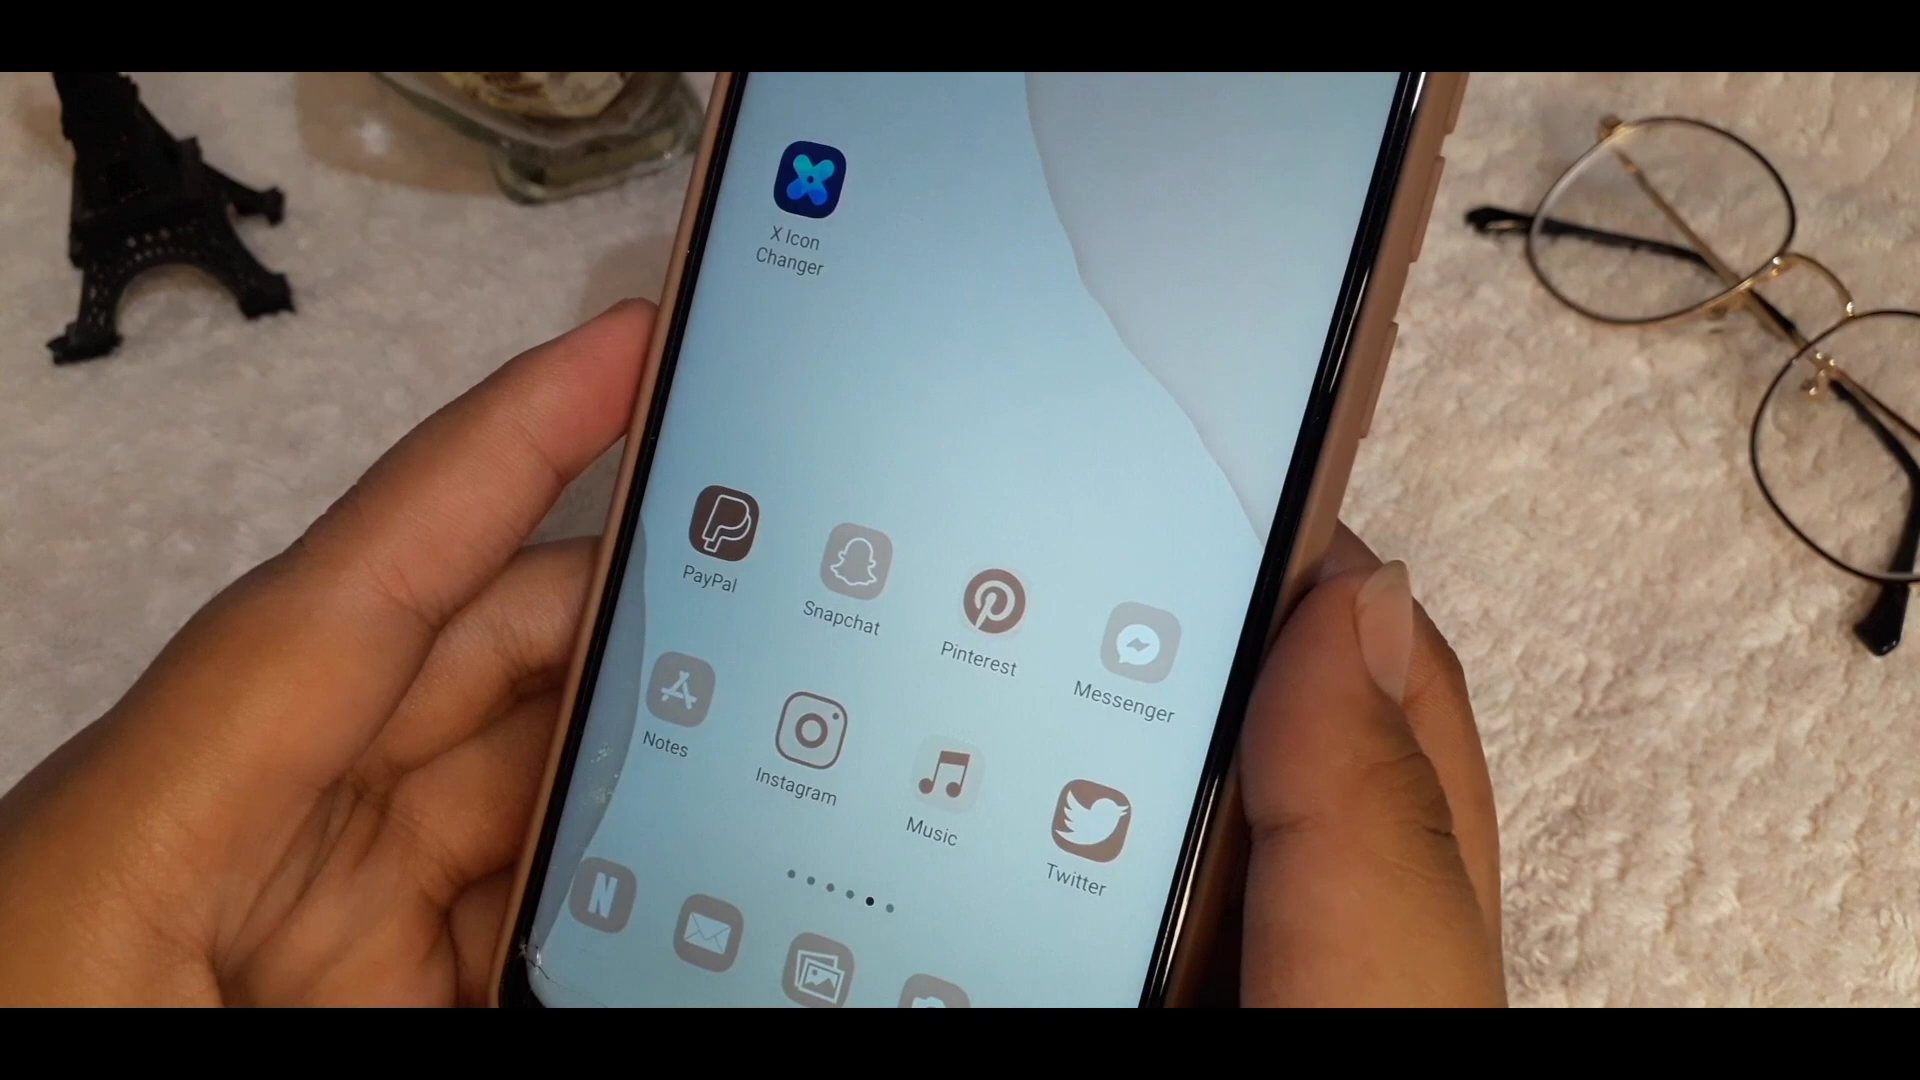 X Icon
Changer
PayPal
Snapchat
Pinterest
Messenger
Notes
Instagram
Music
Twitter
N